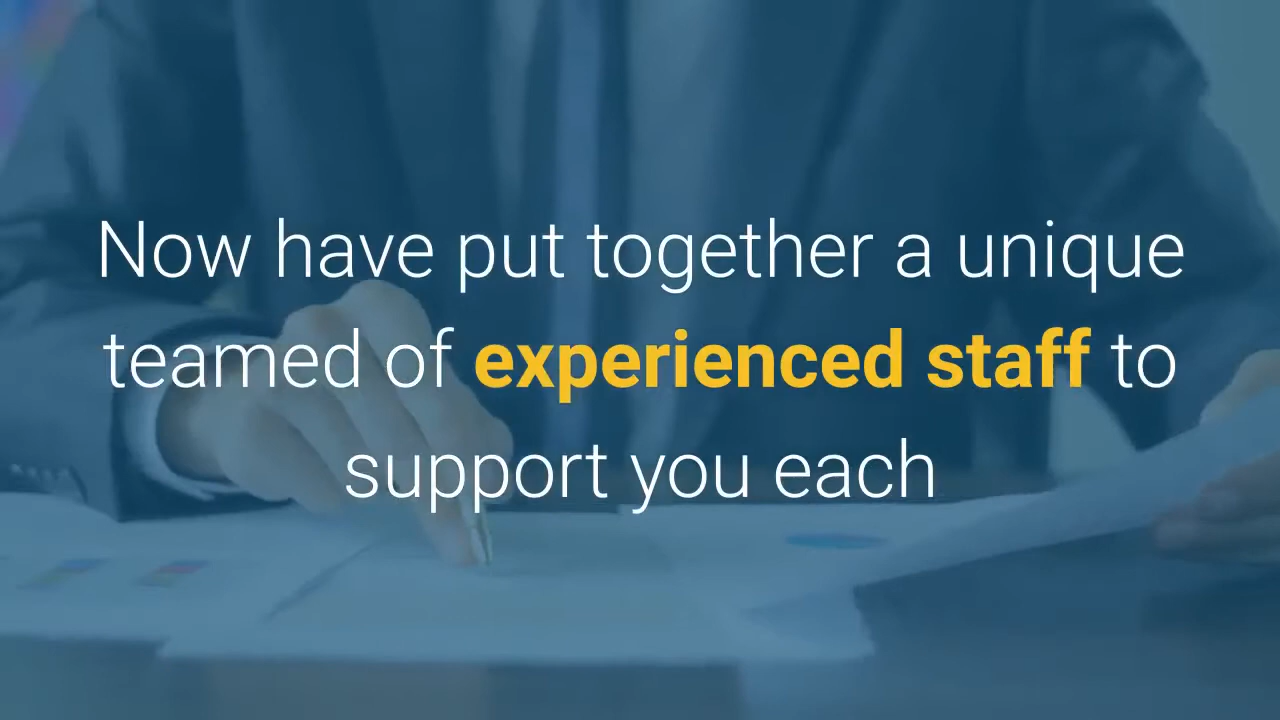 Now have put together a unique
teamed of experienced staff to
support you each